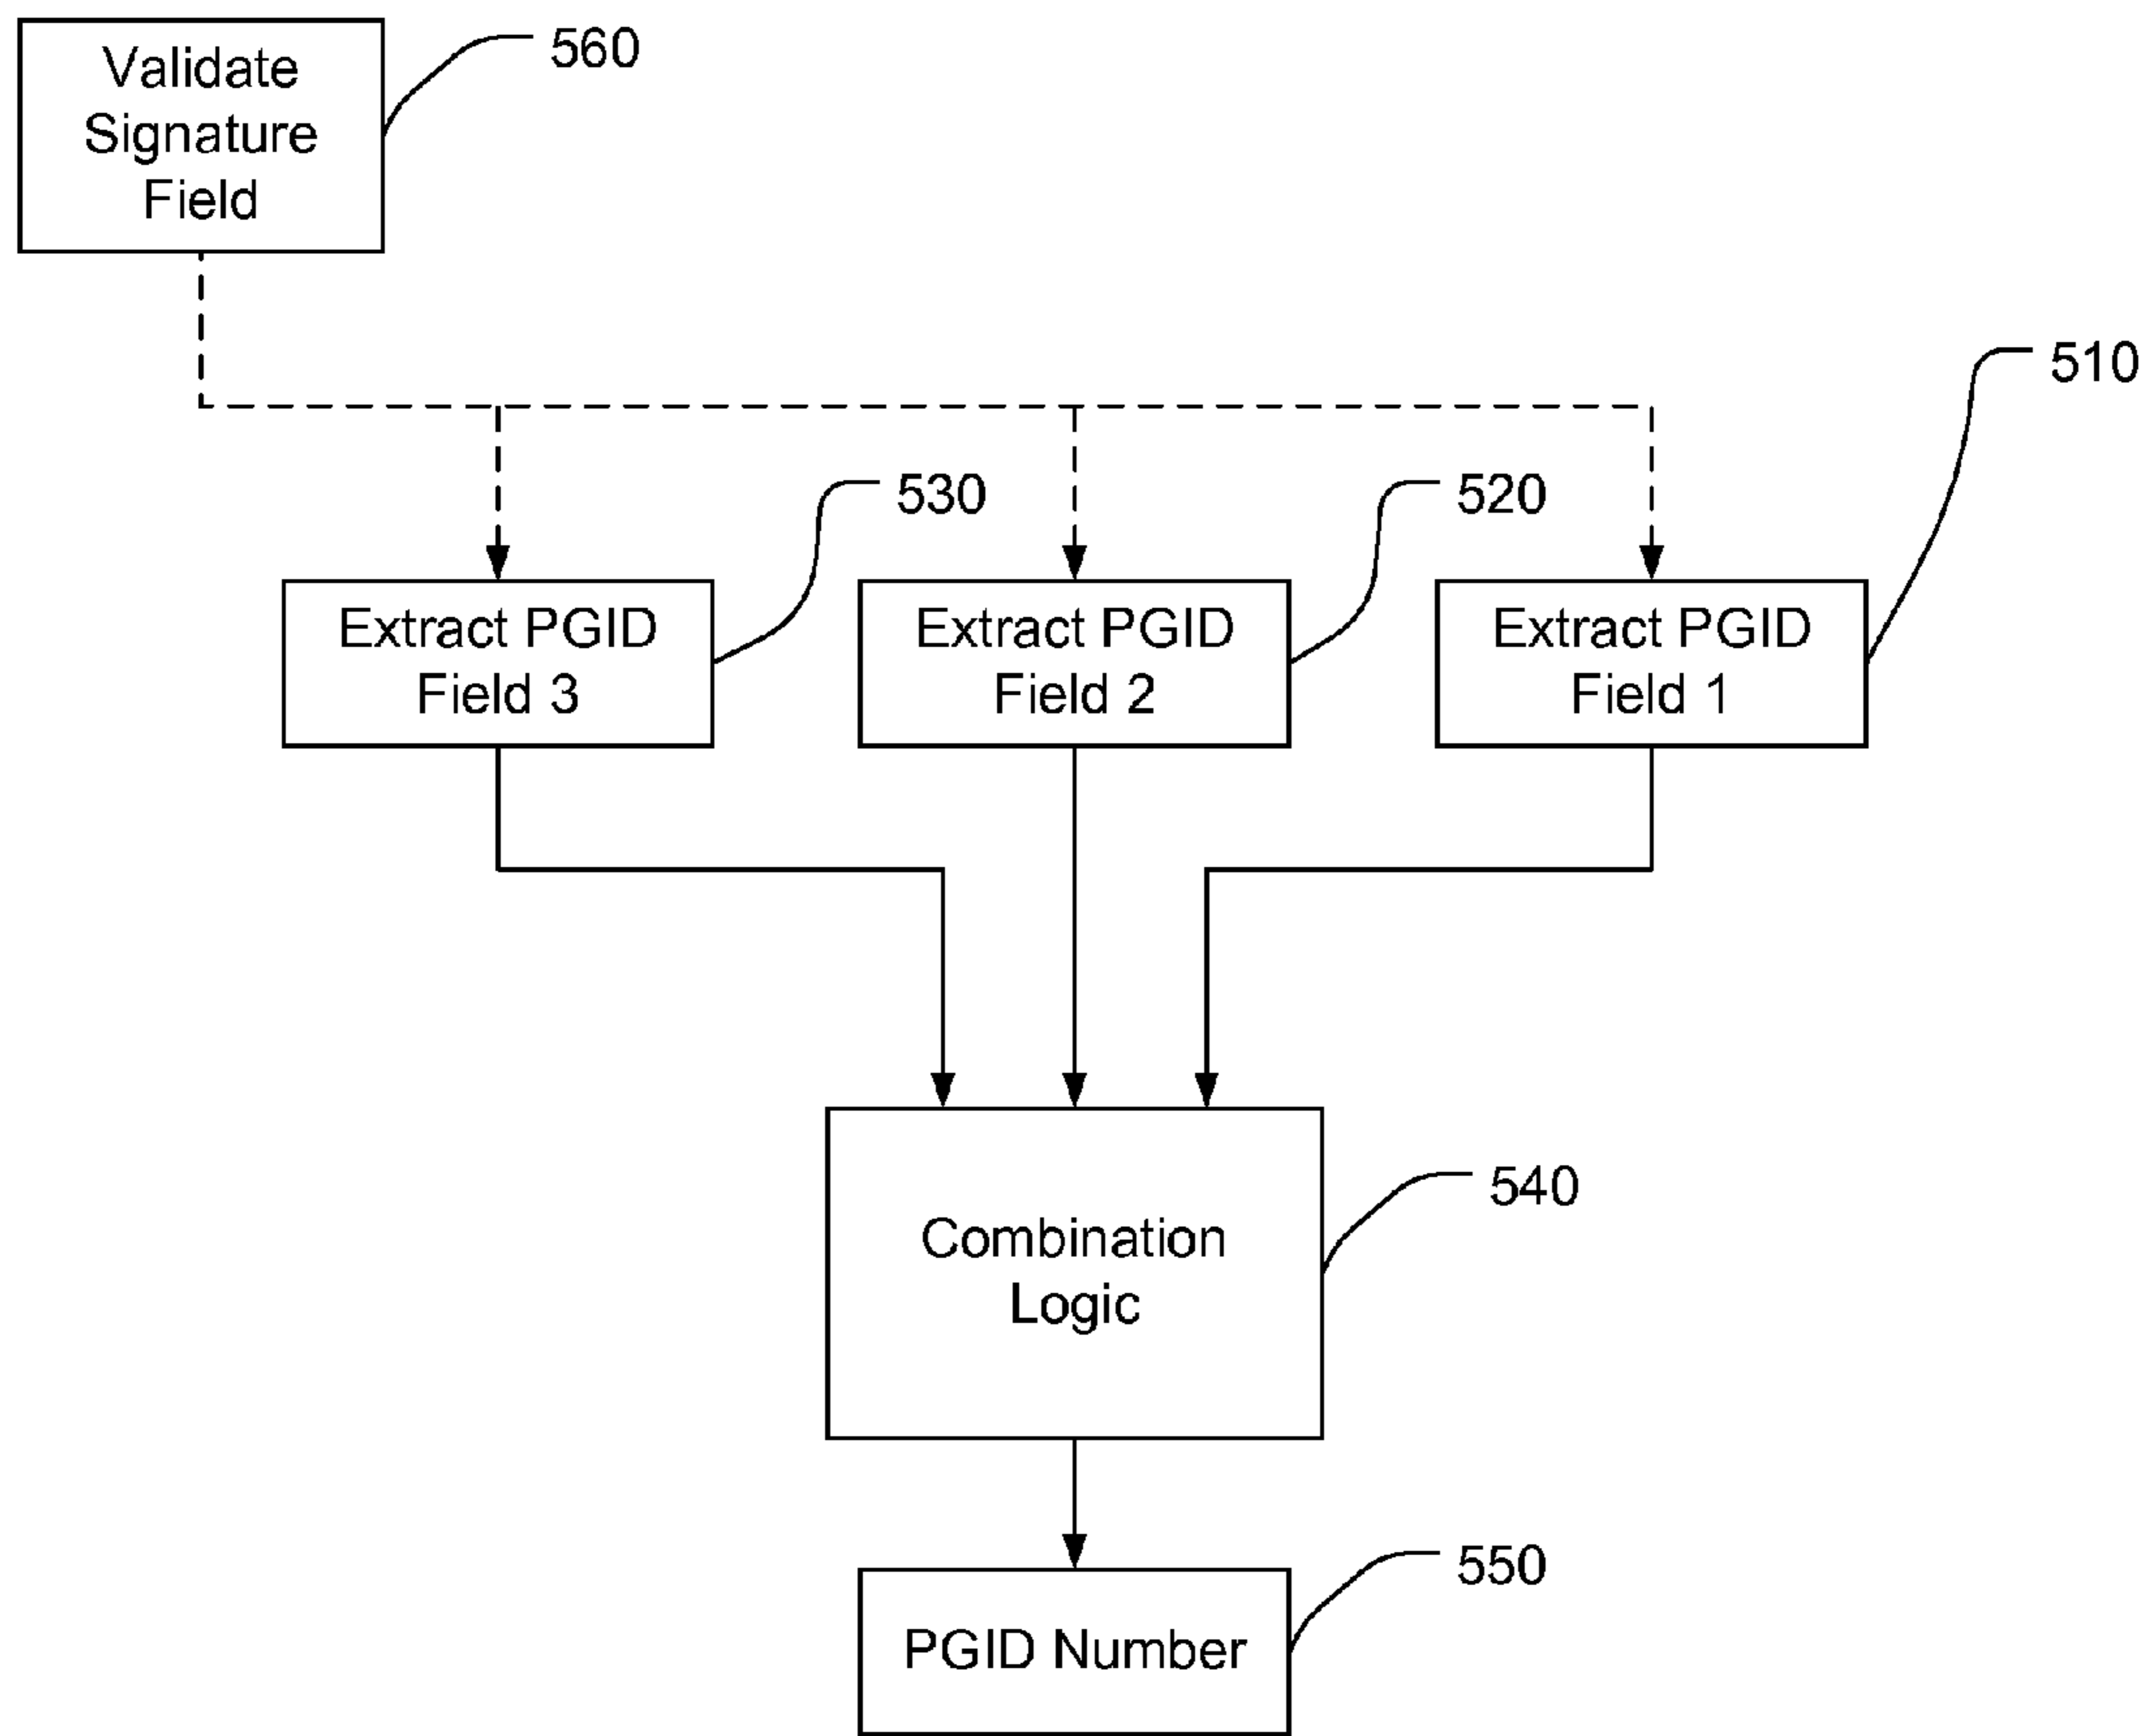 Validate
Signature
Field
560
510
530
520
Extract PGID
Field 3
Extract PGID
Field 2
Extract PGID
Field 1
540
Combination
Logic
550
PGID Number